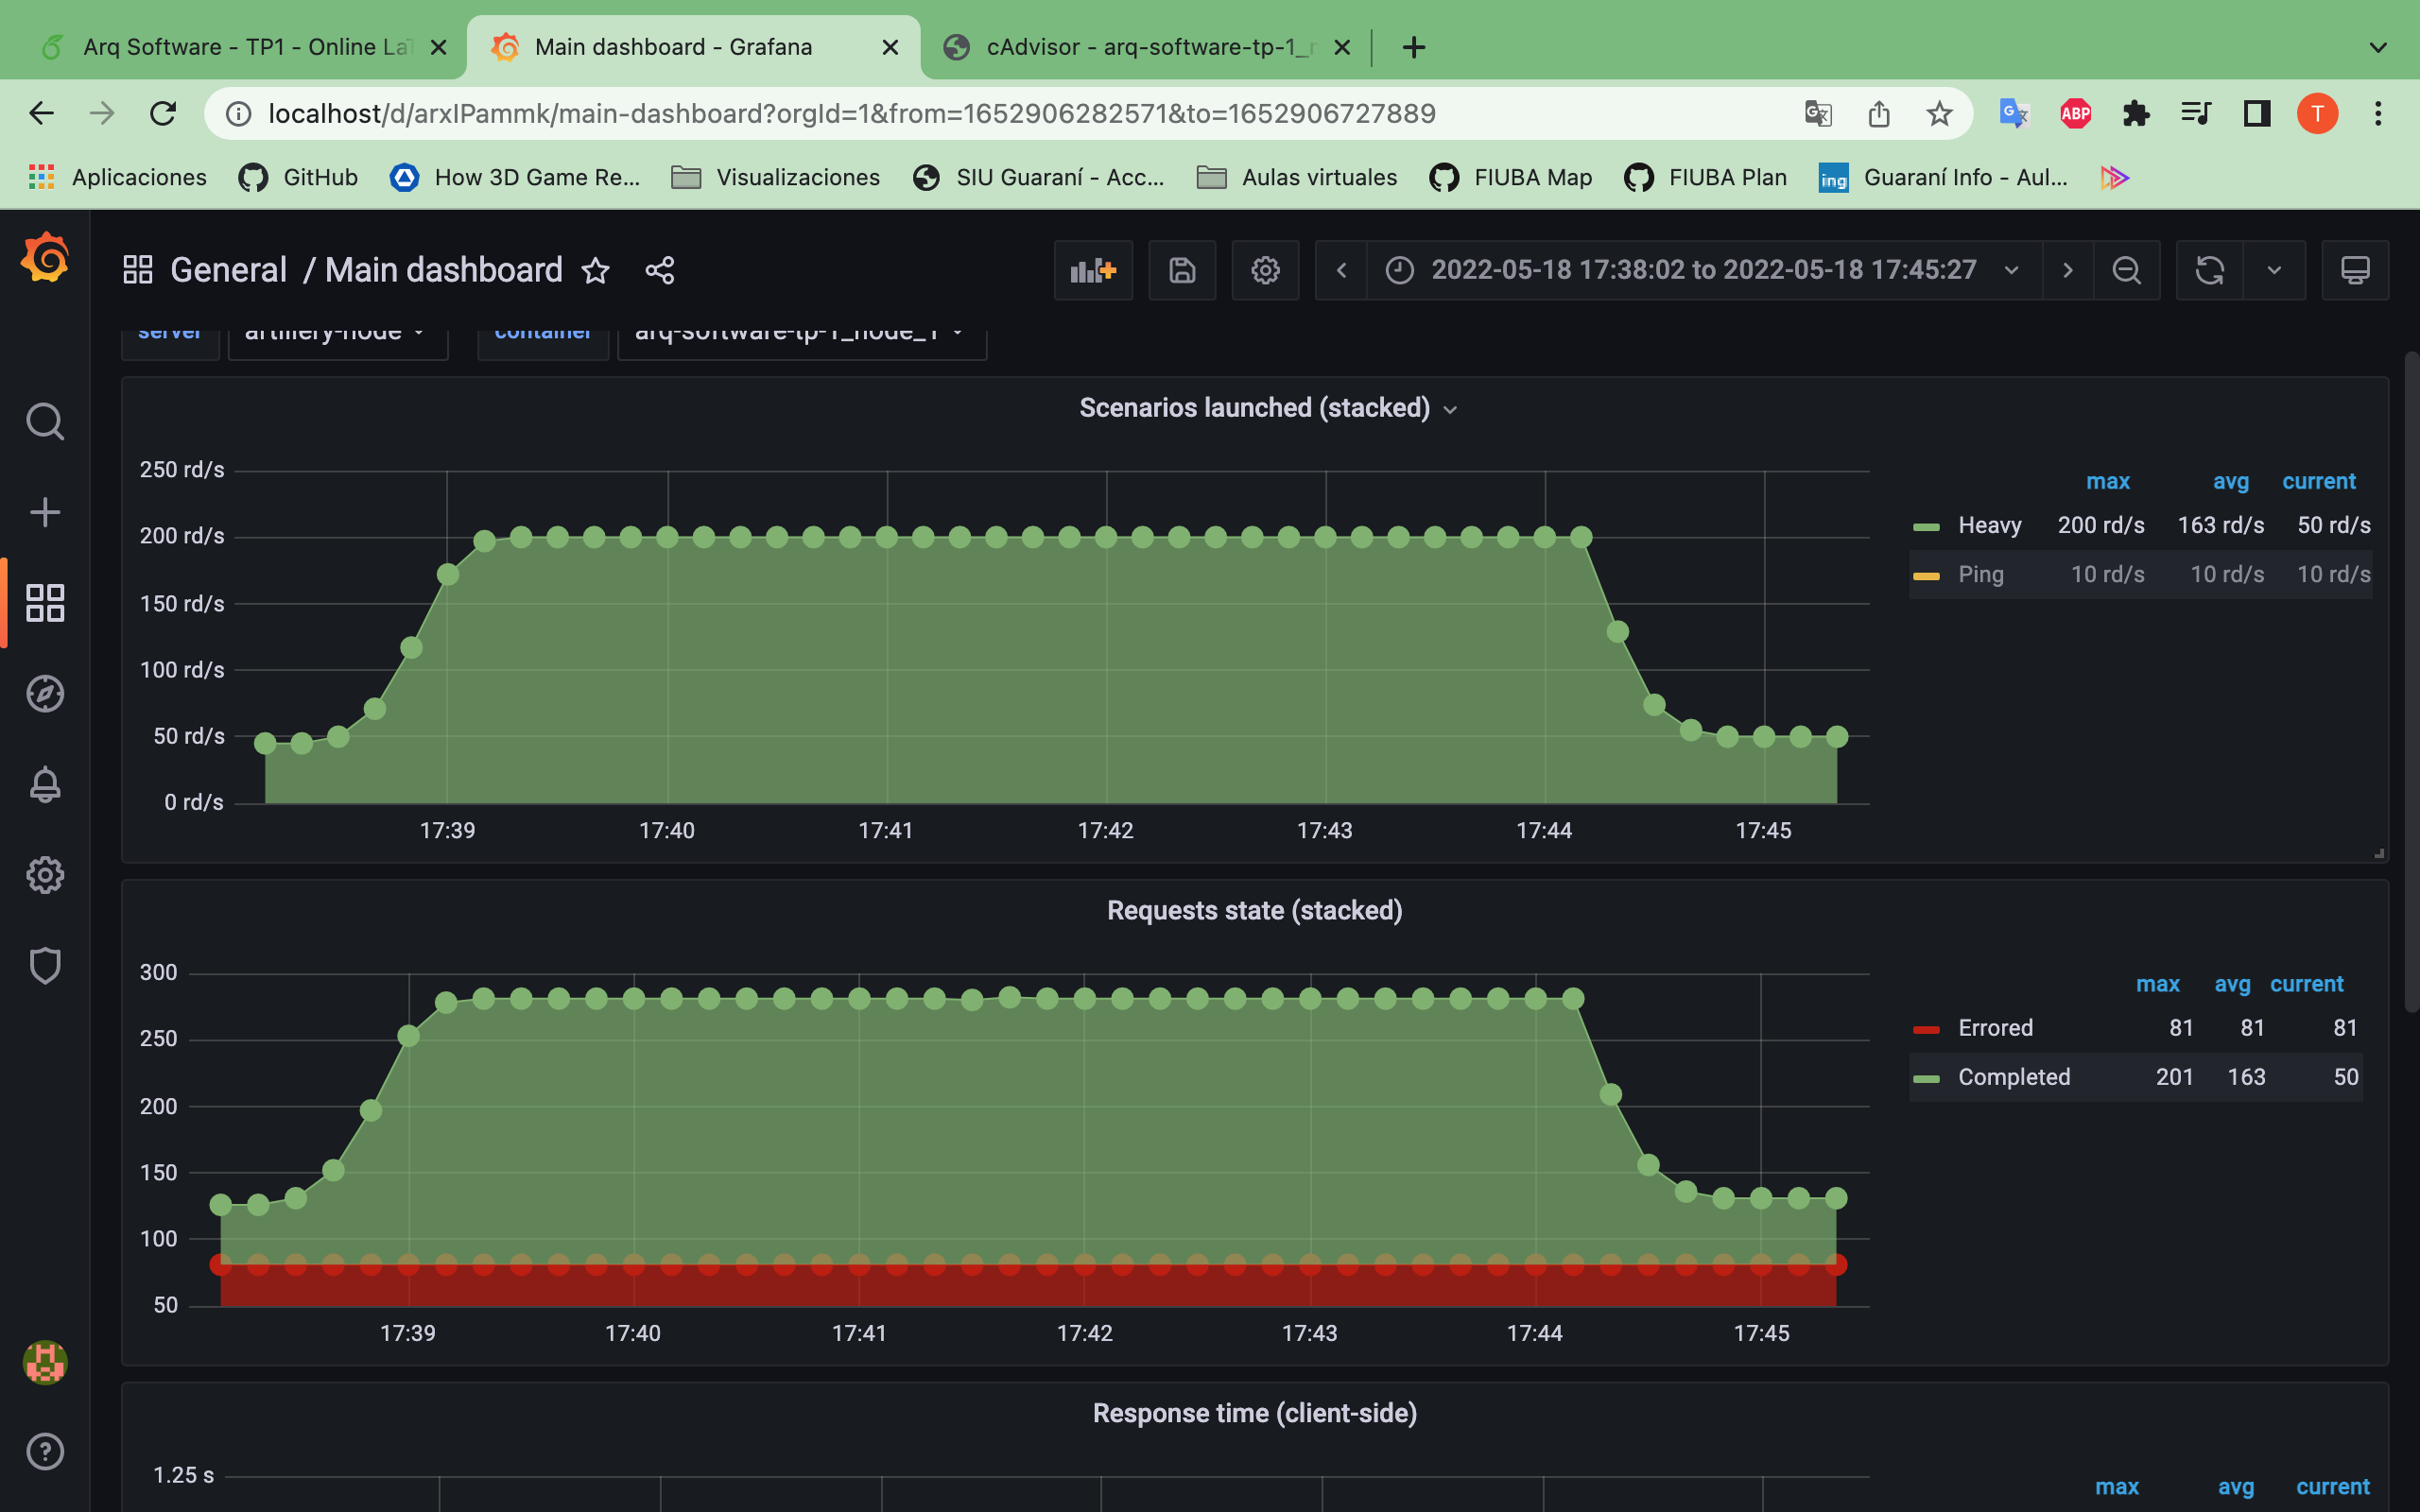 Arq Software - TP1 - Online LaT
Main dashboard - Grafana
cAdvisor - arq-software-tp-1_n
localhost/d/arxIPammk/main-dashboard?orgId=1&from=1652906282571&to=1652906727889
ABP
T
Aplicaciones
GitHub
How 3D Game Re...
Visualizaciones
SIU Guaraní - Acc...
Aulas virtuales
FIUBA Map
FIUBA Plan
ing
Guaraní Info - Aul...
General / Main dashboard
2022-05-18 17:38:02 to 2022-05-18 17:45:27
server
artillery-node
container
arq-software-tp-1_node_1
Scenarios launched (stacked)
250 rd/s
200 rd/s
150 rd/s
100 rd/s
50 rd/s
0 rd/s
17:39 17:40 17:41 17:42 17:43 17:44 17:45
max avg current
Heavy 200 rd/s 163 rd/s 50 rd/s
Ping 10 rd/s 10 rd/s 10 rd/s
Requests state (stacked)
300
250
200
150
100
50
17:39 17:40 17:41 17:42 17:43 17:44 17:45
max avg current
Errored 81 81 81
Completed 201 163 50
Response time (client-side)
1.25 s
max avg current